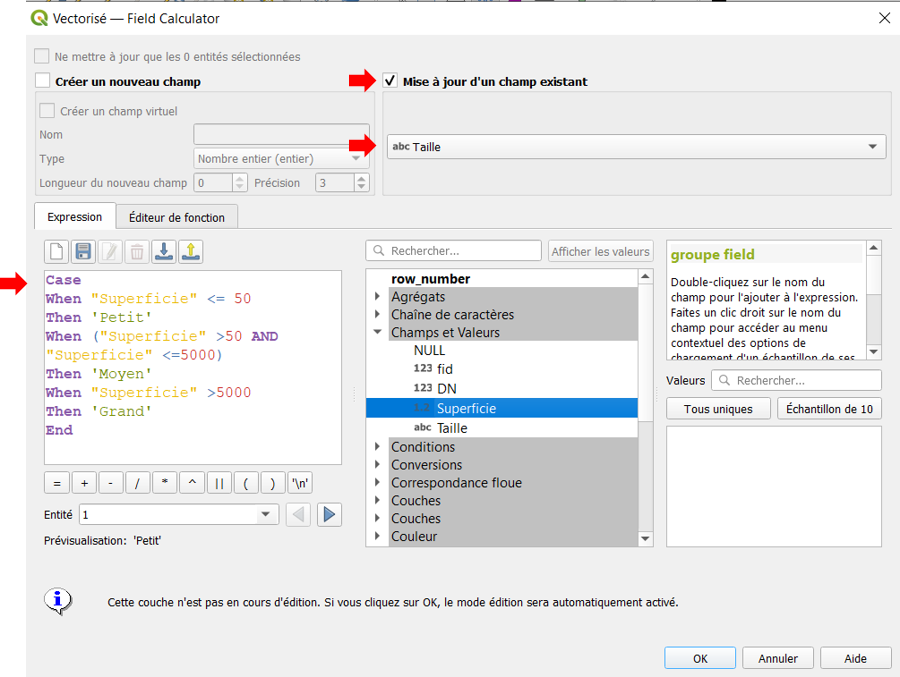 Vectorisé — Field Calculator
Ne mettre à jour que les 0 entités sélectionnées
Créer un nouveau champ
Mise à jour d'un champ existant
Créer un champ virtuel
Nom
Type
Nombre entier (entier)
Longueur du nouveau champ
0
Précision
3
abc Taille
Expression
Éditeur de fonction
Case
When "Superficie" <= 50
Then 'Petit'
When ("Superficie" >50 AND
"Superficie" <=5000)
Then 'Moyen'
When "Superficie" >5000
Then 'Grand'
End
= + - / * ^ || ( ) '\n'
Entité
1
Prévisualisation: 'Petit'
Rechercher...
Afficher les valeurs
row_number
Agrégats
Chaîne de caractères
Champs et Valeurs
NULL
123 fid
123 DN
Superficie
abc Taille
Conditions
Conversions
Correspondance floue
Couches
Couches
Couleur
groupe field
Double-cliquez sur le nom du
champ pour l'ajouter à l'expression.
Faites un clic droit sur le nom du
champ pour accéder au menu
contextuel des options de
chargement d'un échantillon de ses
Valeurs
Rechercher...
Tous uniques
Échantillon de 10
Cette couche n'est pas en cours d'édition. Si vous cliquez sur OK, le mode édition sera automatiquement activé.
OK
Annuler
Aide